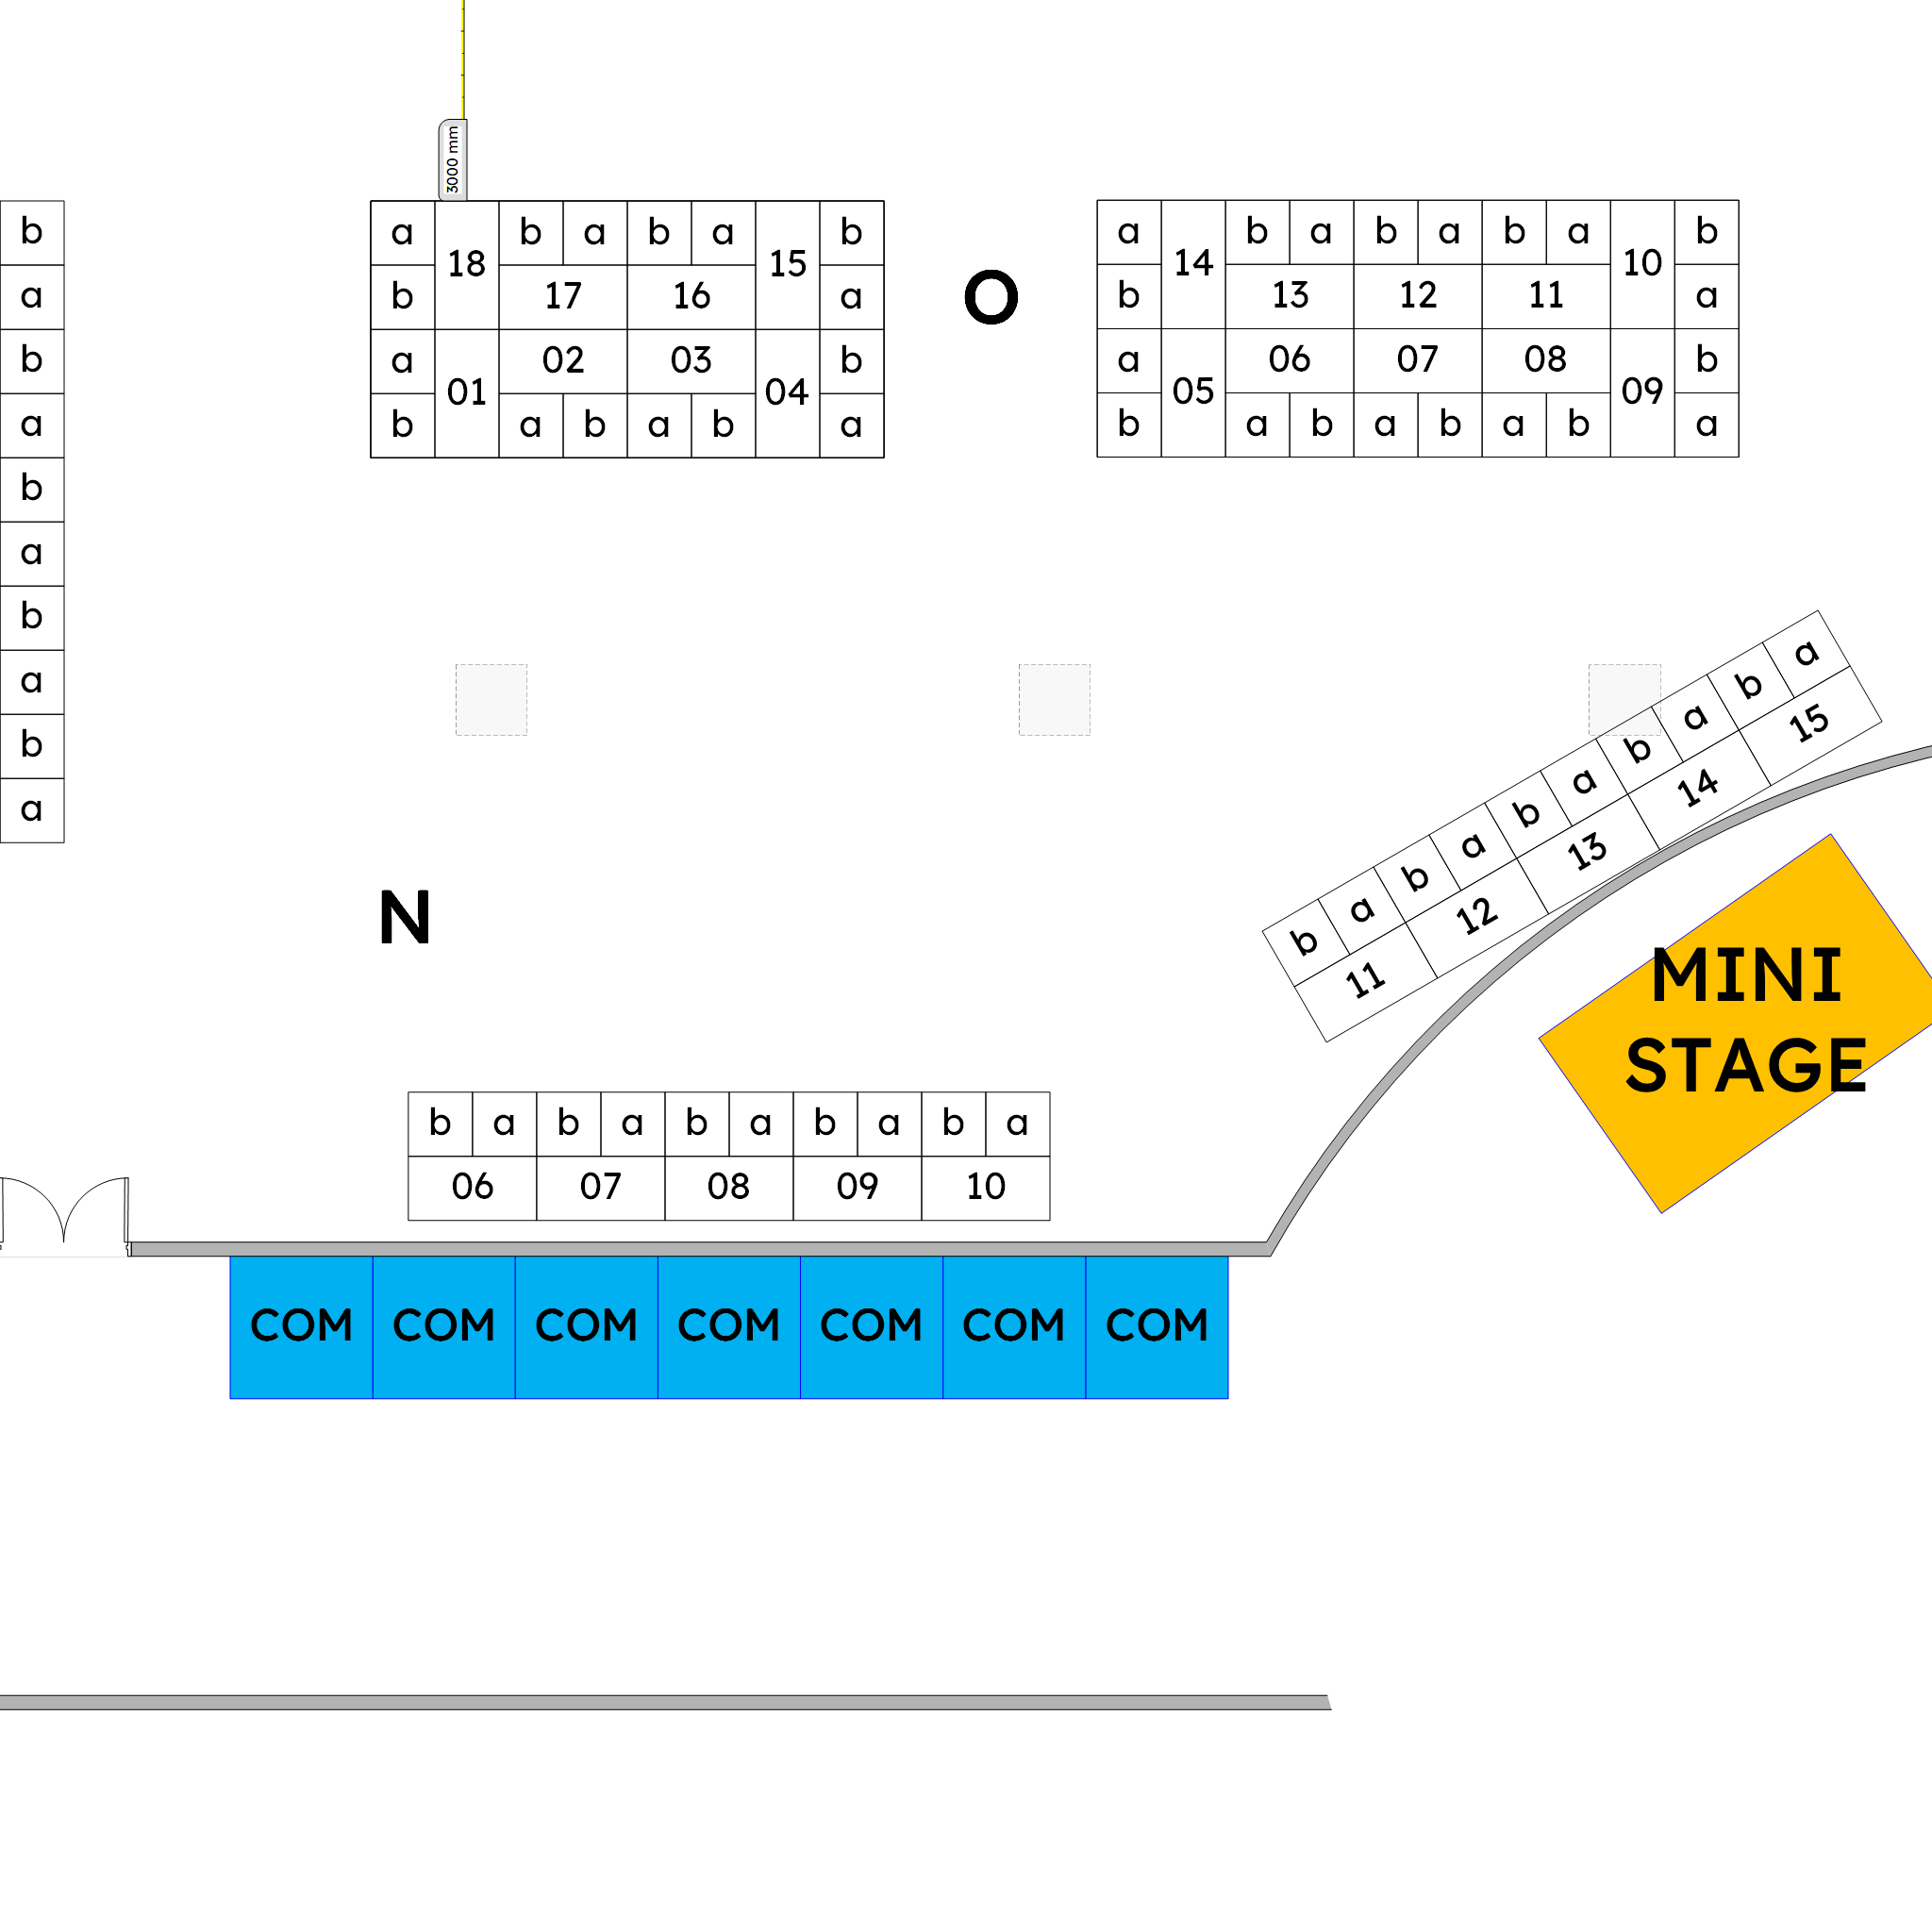 3000 mm
b
a
b
a
b
a
b
a
b
a
a 18 b a b a 15 b
b 17 16 a
a 01 02 03 04 b
b a b a b a
O
a 14 b a b a b a 10 b
b 13 12 11 a
a 05 06 07 08 09 b
b a b a b a b a
N
b a b a b a b a b a
11 12 13 14 15
MINI
STAGE
b a b a b a b a b a
06 07 08 09 10
COM COM COM COM COM COM COM